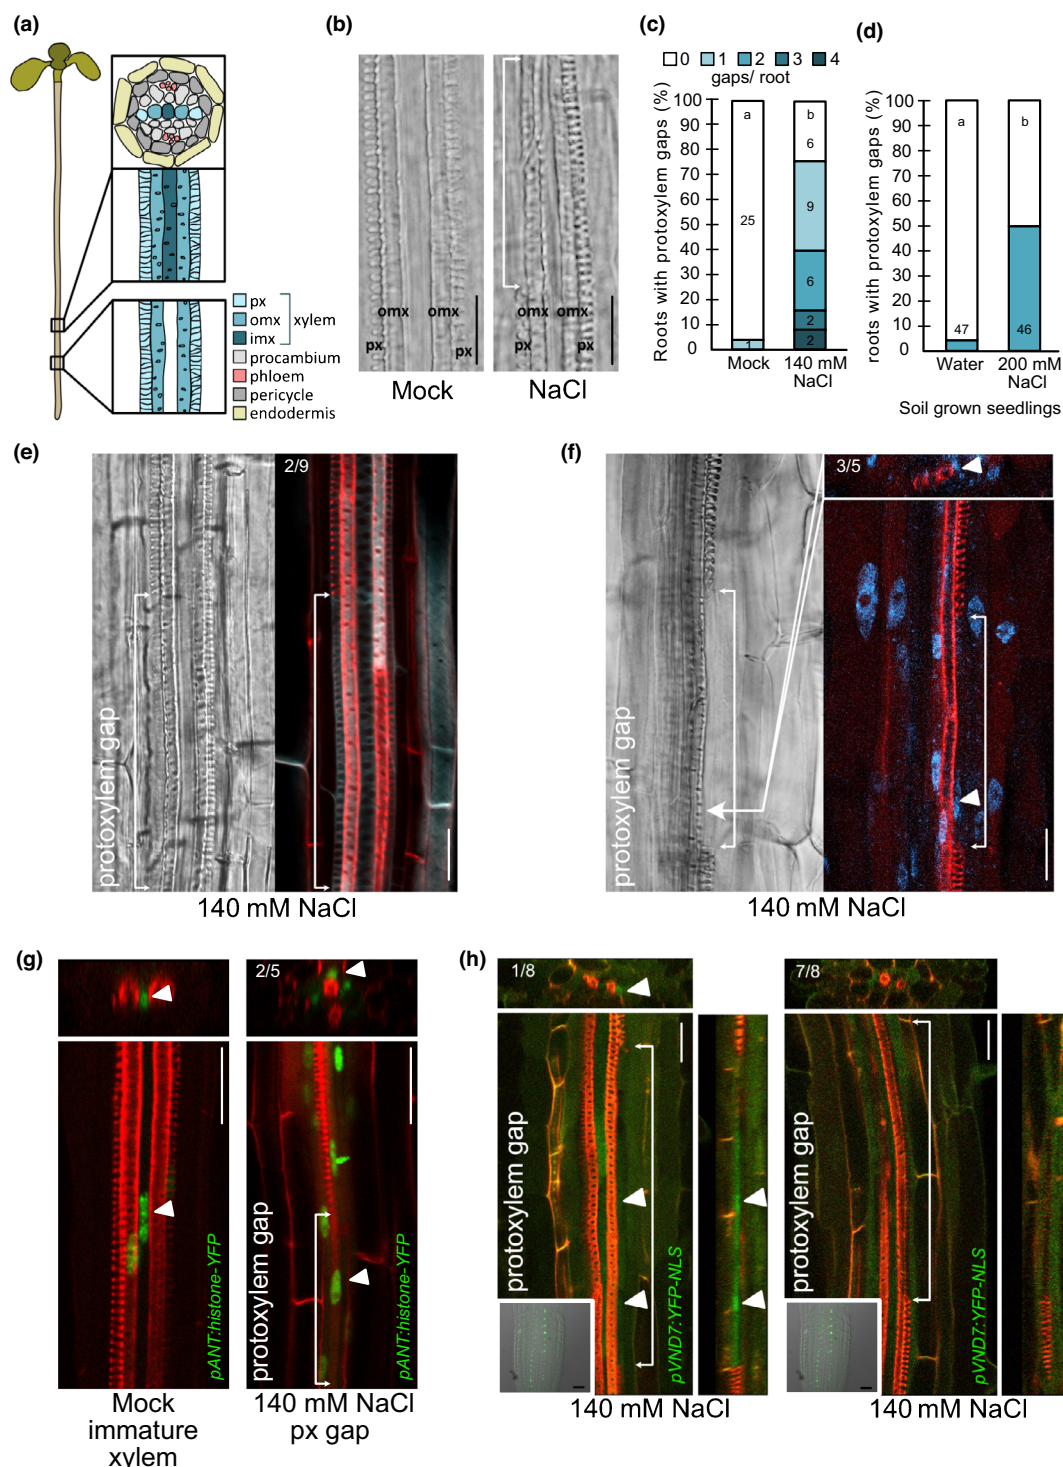 (a)
px
omx
xylem
imx
procambium
phloem
pericycle
endodermis
(b)
omx
omx
px
px
Mock
omx
omx
px
px
NaCl
(c)
0 1 2 3 4
gaps/ root
Roots with protoxylem gaps (%)
100
90
80
70
60
50
40
30
20
10
0
a
25
1
b
6
9
6
2
2
Mock
140 mM
NaCl
(d)
roots with protoxylem gaps (%)
100
90
80
70
60
50
40
30
20
10
0
a
47
b
46
Water
200 mM
NaCl
Soil grown seedlings
(e)
2/9
protoxylem gap
140 mM NaCl
(f)
3/5
protoxylem gap
140 mM NaCl
(g)
pANT:histone-YFP
Mock
immature
xylem
2/5
protoxylem gap
pANT:histone-YFP
140 mM NaCl
px gap
(h)
1/8
protoxylem gap
pVND7:YFP-NLS
140 mM NaCl
7/8
protoxylem gap
pVND7:YFP-NLS
140 mM NaCl